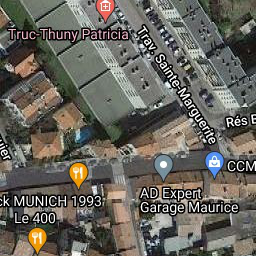 Truc-Thuny Patricia
Trav. Sainte-Marguerite
Rés
CCM
ck MUNICH 1993
Le 400
AD Expert
Garage Maurice